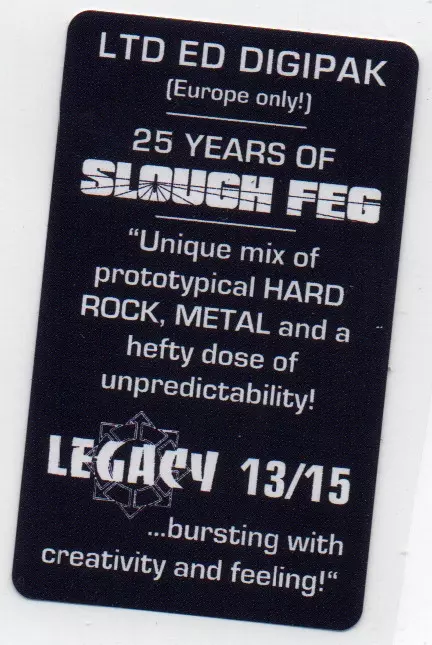 LTD ED DIGIPAK
(Europe only!)
25 YEARS OF
SLOUGH FEG
“Unique mix of
prototypical HARD
ROCK, METAL and a
hefty dose of
unpredictability!
LEGACY 13/15
...bursting with
creativity and feeling!“